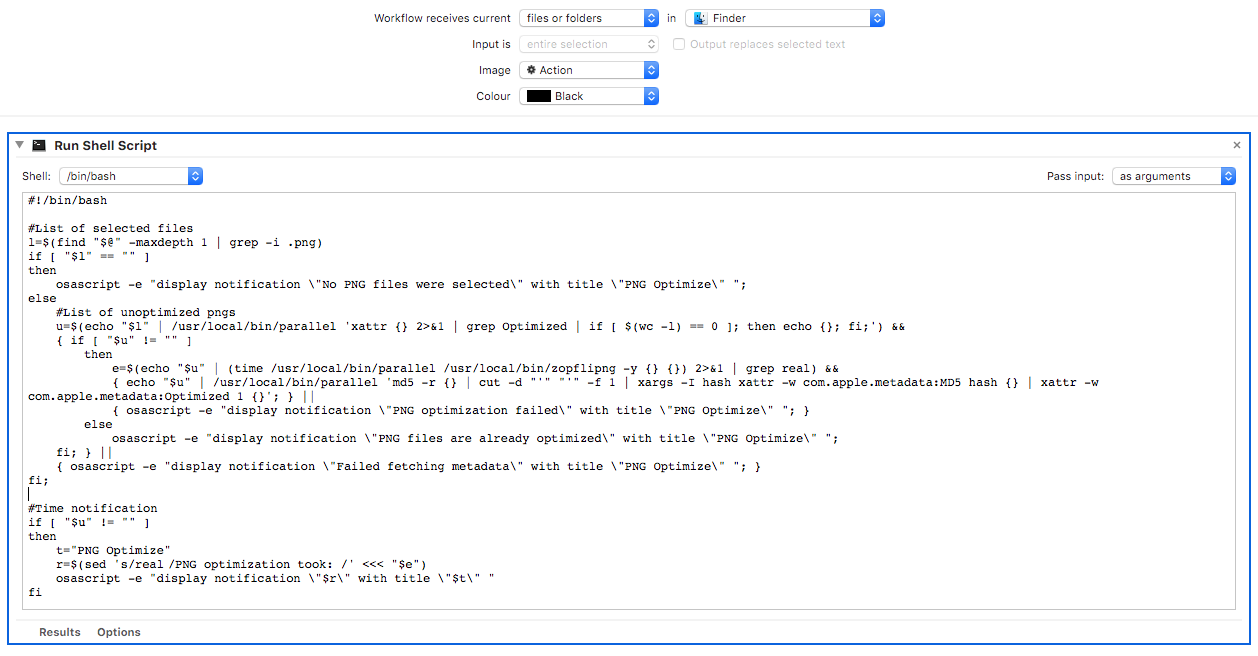 Workflow receives current files or folders in Finder
Input is entire selection Output replaces selected text
Image Action
Colour Black
Run Shell Script
Shell: /bin/bash Pass input: as arguments
#!/bin/bash
#List of selected files
l=$(find "$@" -maxdepth 1 | grep -i .png)
if [ "$l" == "" ]
then
osascript -e "display notification \"No PNG files were selected\" with title \"PNG Optimize\" ";
else
#List of unoptimized pngs
u=$(echo "$l" | /usr/local/bin/parallel 'xattr {} 2>&1 | grep Optimized | if [ $(wc -l) == 0 ]; then echo {}; fi;') &&
{ if [ "$u" != "" ]
then
e=$(echo "$u" | (time /usr/local/bin/parallel /usr/local/bin/zopflipng -y {} {}) 2>&1 | grep real) &&
{ echo "$u" | /usr/local/bin/parallel 'md5 -r {} | cut -d "'" "'" -f 1 | xargs -I hash xattr -w com.apple.metadata:MD5 hash {} | xattr -w
com.apple.metadata:Optimized 1 {}'; } ||
{ osascript -e "display notification \"PNG optimization failed\" with title \"PNG Optimize\" "; }
else
osascript -e "display notification \"PNG files are already optimized\" with title \"PNG Optimize\" ";
fi; } ||
{ osascript -e "display notification \"Failed fetching metadata\" with title \"PNG Optimize\" "; }
fi;
#Time notification
if [ "$u" != "" ]
then
t="PNG Optimize"
r=$(sed 's/real /PNG optimization took: /' <<< "$e")
osascript -e "display notification \"$r\" with title \"$t\" "
fi
Results Options